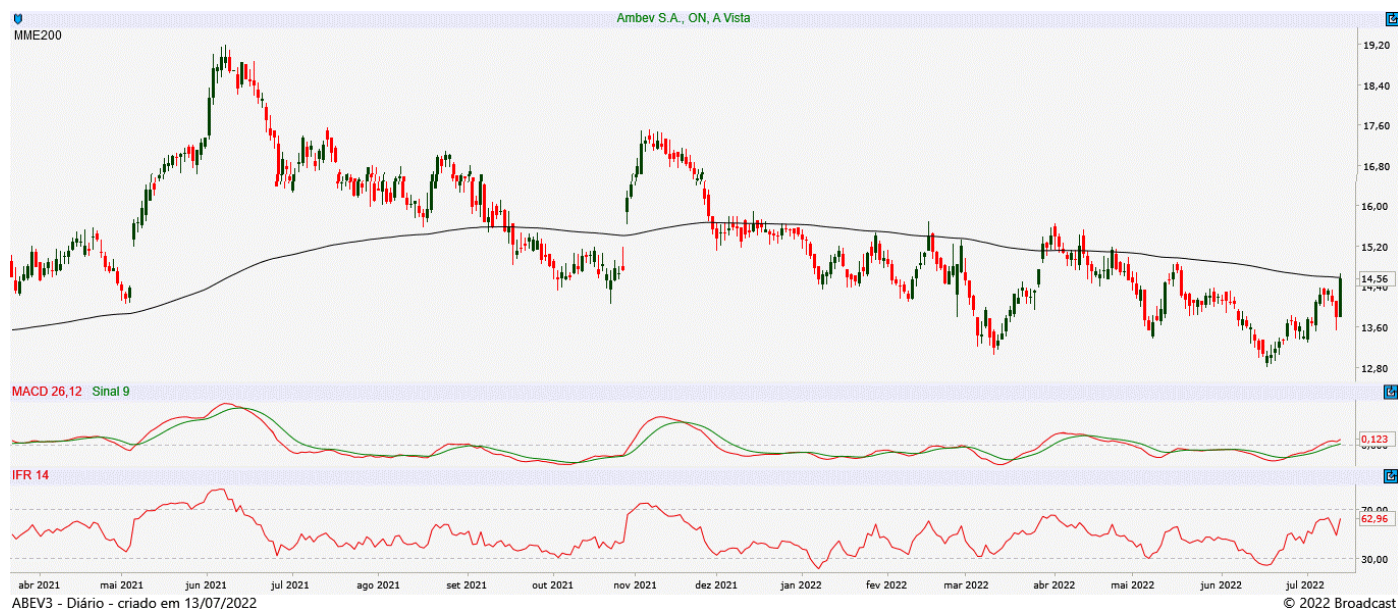 Ambev S.A., ON, A Vista
MME200
19,20
18,40
17,60
16,80
16,00
15,20
14,56
14,40
13,60
12,80
MACD 26,12 Sinal 9
0,123
IFR 14
70,00
62,96
30,00
abr 2021 mai 2021 jun 2021 jul 2021 ago 2021 set 2021 out 2021 nov 2021 dez 2021 jan 2022 fev 2022 mar 2022 abr 2022 mai 2022 jun 2022 jul 2022
ABEV3 - Diário - criado em 13/07/2022 © 2022 Broadcast